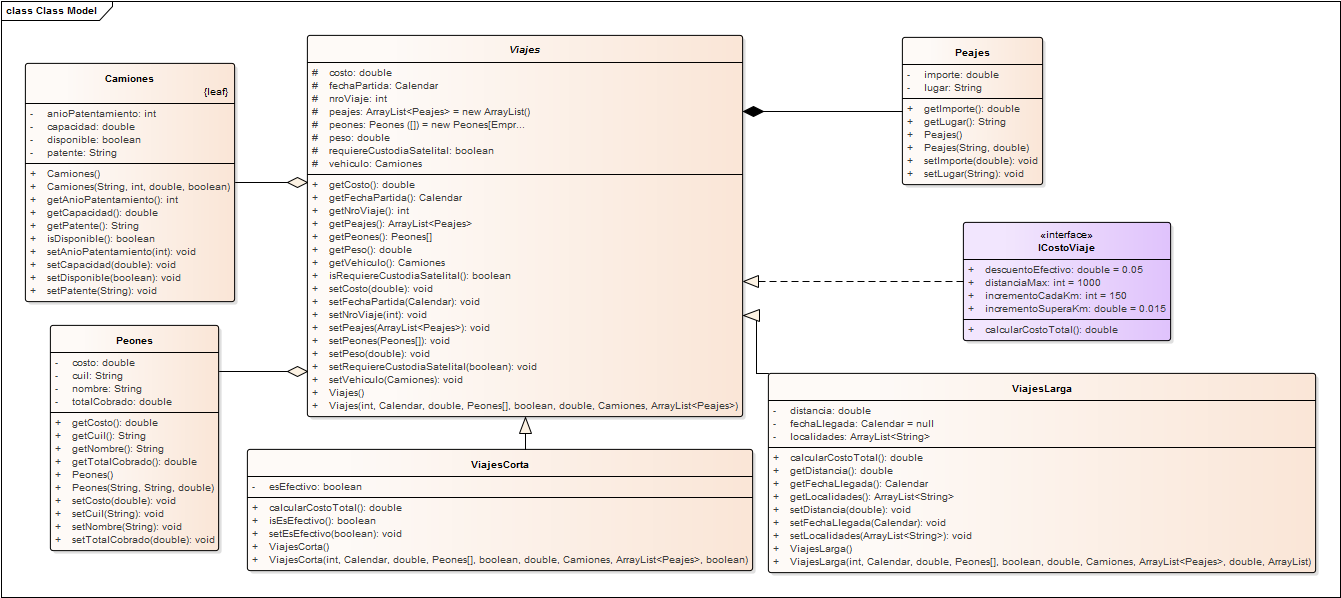 class Class Model
Camiones
{leaf}
- anioPatentamiento: int
- capacidad: double
- disponible: boolean
- patente: String
+ Camiones()
+ Camiones(String, int, double, boolean)
+ getAnioPatentamiento(): int
+ getCapacidad(): double
+ getPatente(): String
+ isDisponible(): boolean
+ setAnioPatentamiento(int): void
+ setCapacidad(double): void
+ setDisponible(boolean): void
+ setPatente(String): void
Peones
- costo: double
- cuil: String
- nombre: String
- totalCobrado: double
+ getCosto(): double
+ getCuil(): String
+ getNombre(): String
+ getTotalCobrado(): double
+ Peones()
+ Peones(String, String, double)
+ setCosto(double): void
+ setCuil(String): void
+ setNombre(String): void
+ setTotalCobrado(double): void
Viajes
# costo: double
# fechaPartida: Calendar
# nroViaje: int
# peajes: ArrayList<Peajes> = new ArrayList()
# peones: Peones ([]) = new Peones[Empr...
# peso: double
# requiereCustodiaSatelital: boolean
# vehiculo: Camiones
+ getCosto(): double
+ getFechaPartida(): Calendar
+ getNroViaje(): int
+ getPeajes(): ArrayList<Peajes>
+ getPeones(): Peones[]
+ getPeso(): double
+ getVehiculo(): Camiones
+ isRequiereCustodiaSatelital(): boolean
+ setCosto(double): void
+ setFechaPartida(Calendar): void
+ setNroViaje(int): void
+ setPeajes(ArrayList<Peajes>): void
+ setPeones(Peones[]): void
+ setPeso(double): void
+ setRequiereCustodiaSatelital(boolean): void
+ setVehiculo(Camiones): void
+ Viajes()
+ Viajes(int, Calendar, double, Peones[], boolean, double, Camiones, ArrayList<Peajes>)
ViajesCorta
- esEfectivo: boolean
+ calcularCostoTotal(): double
+ isEsEfectivo(): boolean
+ setEsEfectivo(boolean): void
+ ViajesCorta()
+ ViajesCorta(int, Calendar, double, Peones[], boolean, double, Camiones, ArrayList<Peajes>, boolean)
Peajes
- importe: double
- lugar: String
+ getImporte(): double
+ getLugar(): String
+ Peajes()
+ Peajes(String, double)
+ setImporte(double): void
+ setLugar(String): void
«interface»
ICostoViaje
+ descuentoEfectivo: double = 0.05
+ distanciaMax: int = 1000
+ incrementoCadaKm: int = 150
+ incrementoSuperaKm: double = 0.015
+ calcularCostoTotal(): double
ViajesLarga
- distancia: double
- fechaLlegada: Calendar = null
- localidades: ArrayList<String>
+ calcularCostoTotal(): double
+ getDistancia(): double
+ getFechaLlegada(): Calendar
+ getLocalidades(): ArrayList<String>
+ setDistancia(double): void
+ setFechaLlegada(Calendar): void
+ setLocalidades(ArrayList<String>): void
+ ViajesLarga()
+ ViajesLarga(int, Calendar, double, Peones[], boolean, double, Camiones, ArrayList<Peajes>, double, ArrayList)